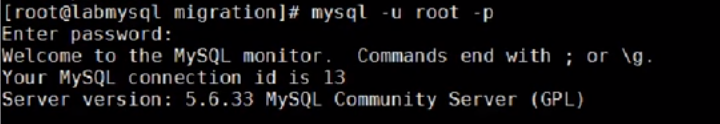 [root@labmysql migration]# mysql -u root -p
Enter password:
Welcome to the MySQL monitor.  Commands end with ; or \g.
Your MySQL connection id is 13
Server version: 5.6.33 MySQL Community Server (GPL)